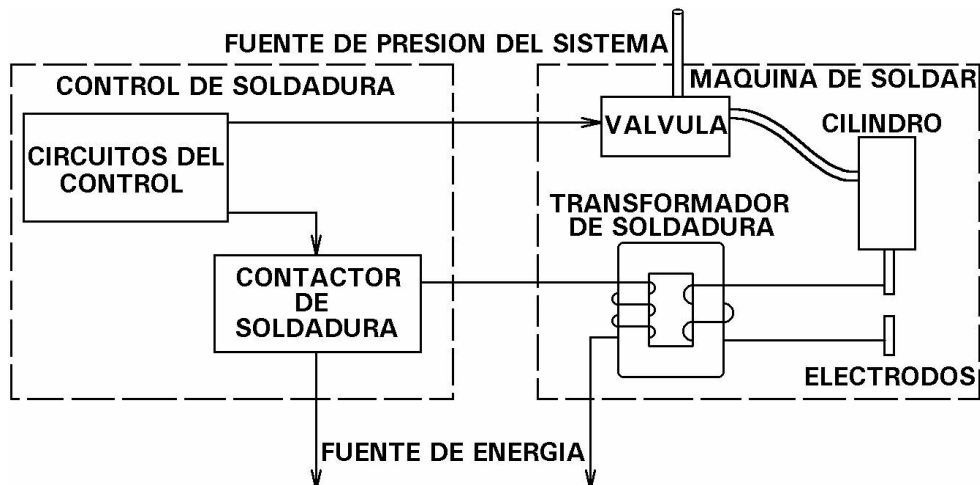 FUENTE DE PRESION DEL SISTEMA
CONTROL DE SOLDADURA
MAQUINA DE SOLDAR
CIRCUITOS DEL
CONTROL
VALVULA
CILINDRO
TRANSFORMADOR
DE SOLDADURA
CONTACTOR
DE
SOLDADURA
ELECTRODOS
FUENTE DE ENERGIA